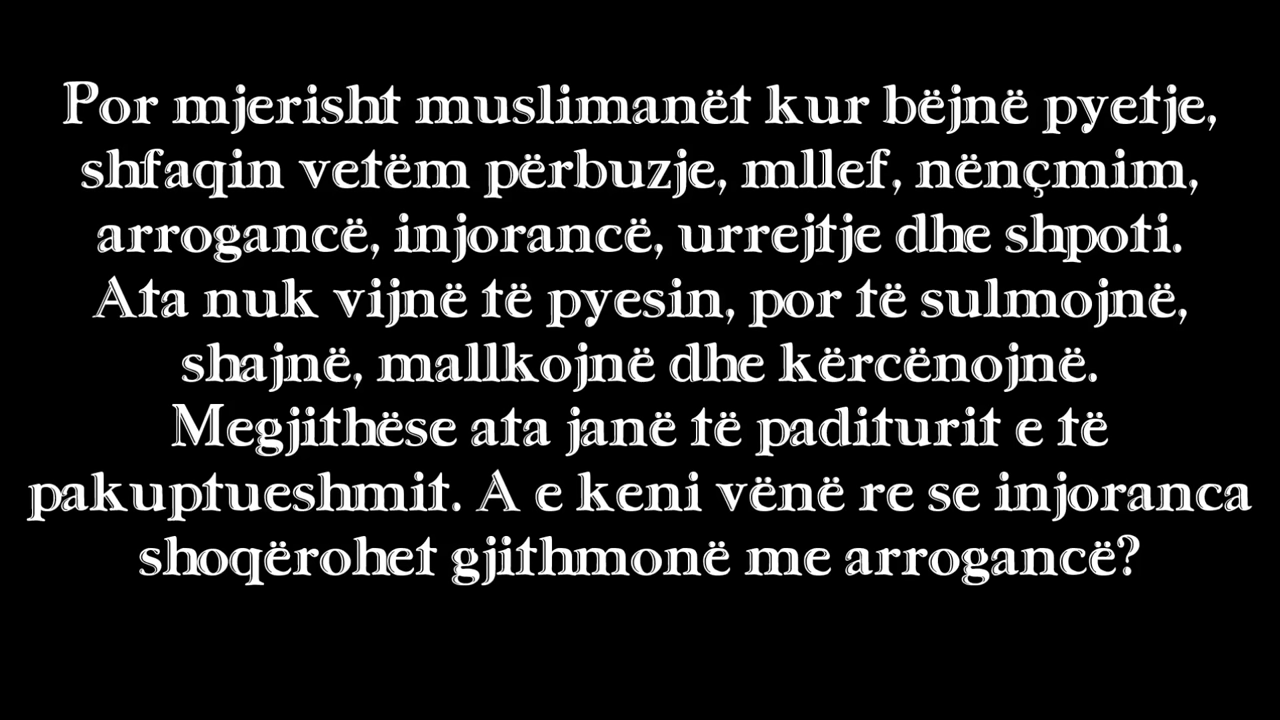 Por mjerisht muslimanët kur bëjnë pyetje,
shfaqin vetëm përbuzje, mllef, nënçmim,
arrogancë, injorancë, urrejtje dhe shpoti.
Ata nuk vijnë të pyesin, por të sulmojnë,
shajnë, mallkojnë dhe kërcënojnë.
Megjithëse ata janë të paditurit e të
pakuptueshmit. A e keni vënë re se injoranca
shoqërohet gjithmonë me arrogancë?